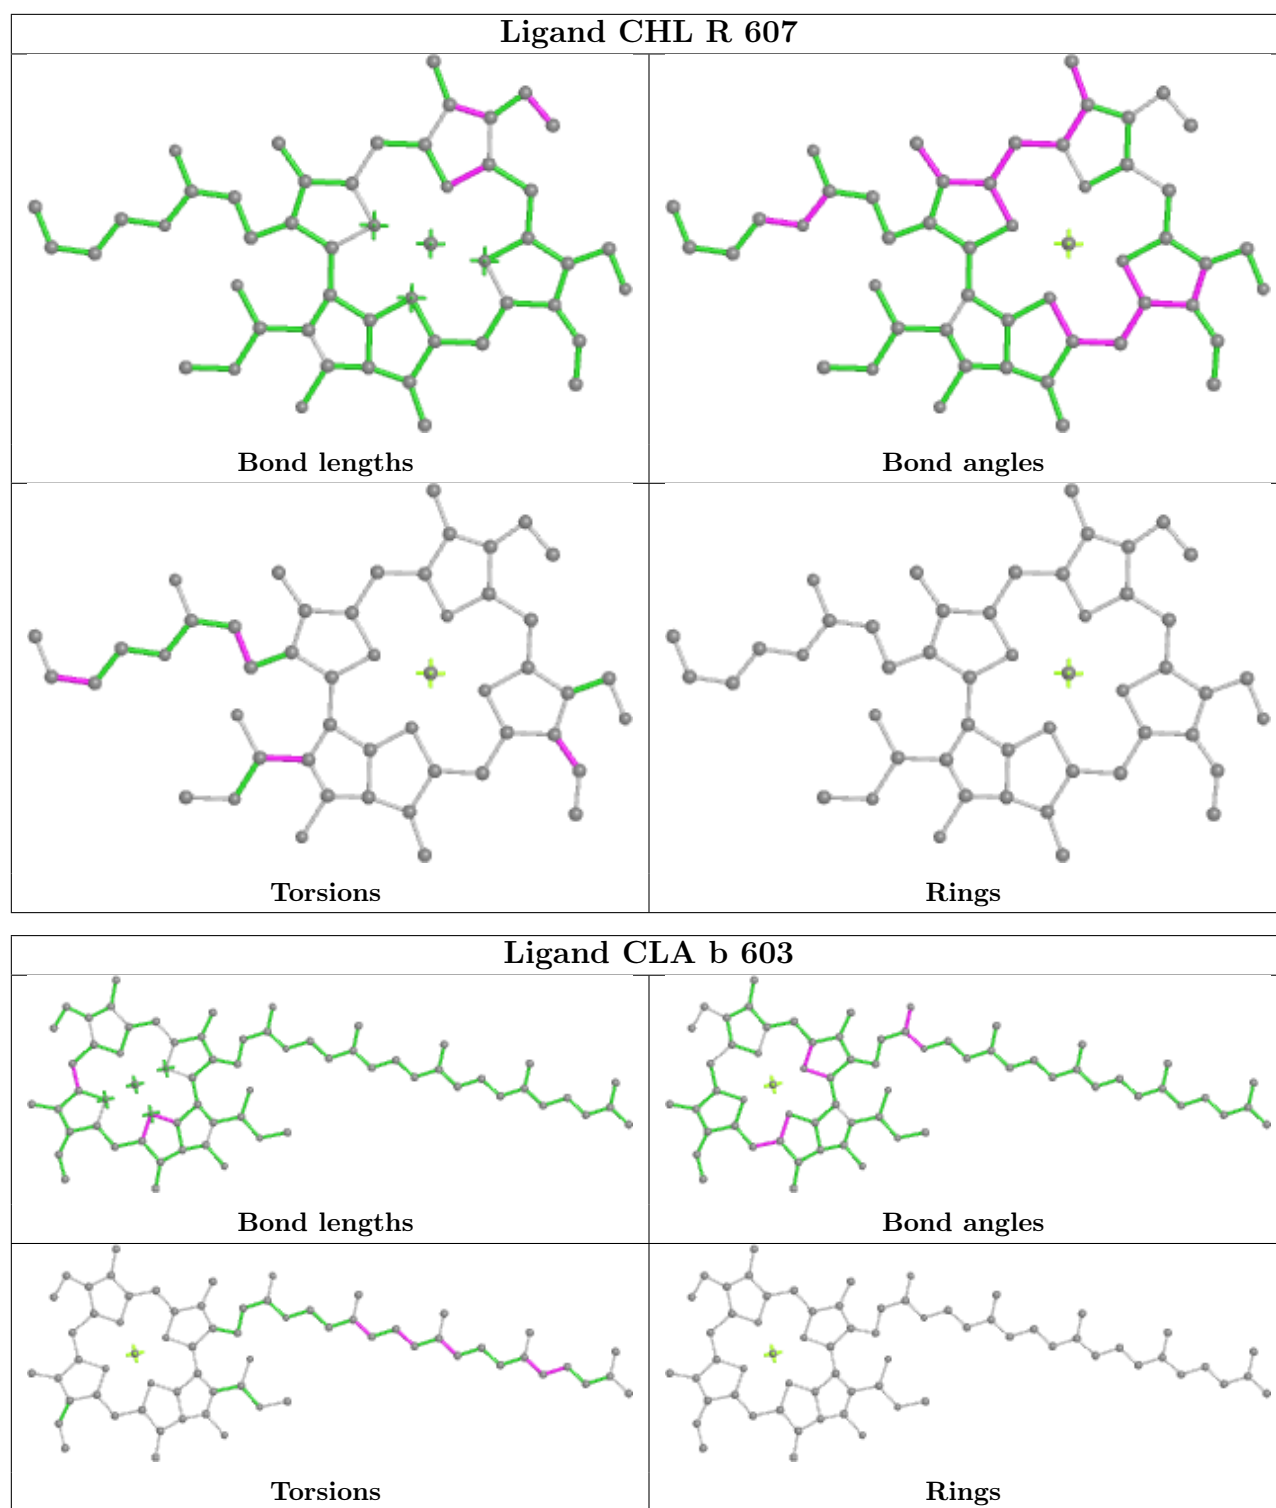 Ligand CHL R 607
Bond lengths
Bond angles
Torsions
Rings
Ligand CLA b 603
Bond lengths
Bond angles
Torsions
Rings